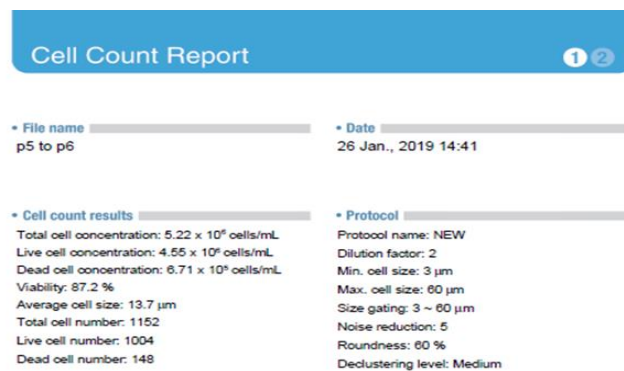 Cell Count Report
1 2
• File name
p5 to p6
• Date
26 Jan., 2019 14:41
• Cell count results
Total cell concentration: 5.22 x 10⁶ cells/mL
Live cell concentration: 4.55 x 10⁶ cells/mL
Dead cell concentration: 6.71 x 10⁵ cells/mL
Viability: 87.2 %
Average cell size: 13.7 µm
Total cell number: 1152
Live cell number: 1004
Dead cell number: 148
• Protocol
Protocol name: NEW
Dilution factor: 2
Min. cell size: 3 µm
Max. cell size: 60 µm
Size gating: 3 ~ 60 µm
Noise reduction: 5
Roundness: 60 %
Declustering level: Medium